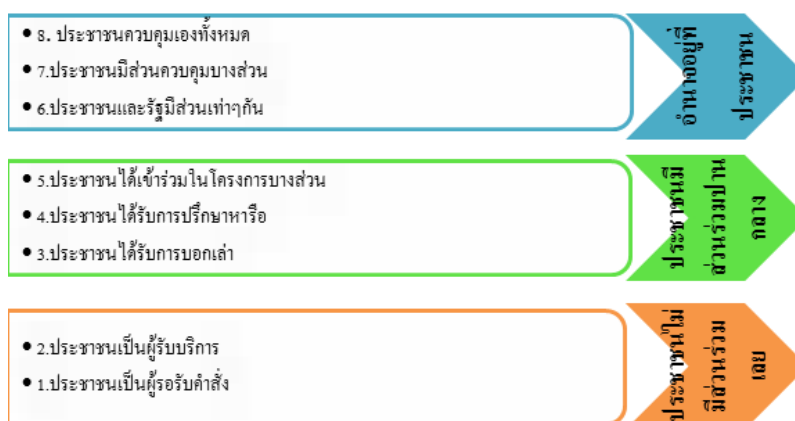 • 8. ประชาชนควบคุมเองทั้งหมด
• 7.ประชาชนมีส่วนควบคุมบางส่วน
• 6.ประชาชนและรัฐมีส่วนเท่าๆกัน
อำนาจอยู่ที่
ประชาชน
• 5.ประชาชนได้เข้าร่วมในโครงการบางส่วน
• 4.ประชาชนได้รับการปรึกษาหารือ
• 3.ประชาชนได้รับการบอกเล่า
ประชาชนมี
ส่วนร่วมปาน
กลาง
• 2.ประชาชนเป็นผู้รับบริการ
• 1.ประชาชนเป็นผู้รอรับคำสั่ง
ประชาชนไม่
มีส่วนร่วม
เลย